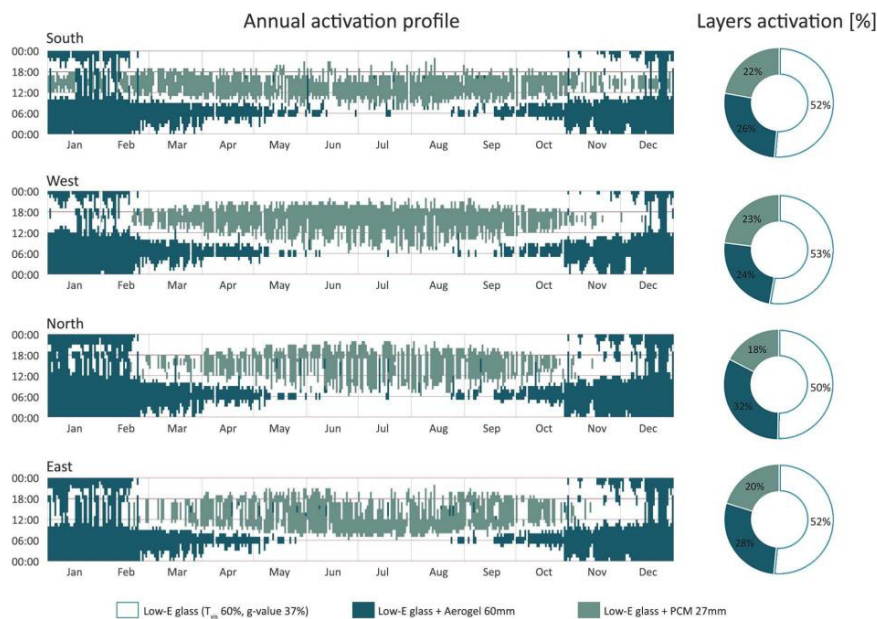 Annual activation profile
Layers activation [%]
South
00:00
18:00
12:00
06:00
00:00
Jan Feb Mar Apr May Jun Jul Aug Sep Oct Nov Dec
22%
52%
26%
West
00:00
18:00
12:00
06:00
00:00
Jan Feb Mar Apr May Jun Jul Aug Sep Oct Nov Dec
23%
53%
24%
North
00:00
18:00
12:00
06:00
00:00
Jan Feb Mar Apr May Jun Jul Aug Sep Oct Nov Dec
18%
50%
32%
East
00:00
18:00
12:00
06:00
00:00
Jan Feb Mar Apr May Jun Jul Aug Sep Oct Nov Dec
20%
52%
28%
Low-E glass (Tvis 60%, g-value 37%) Low-E glass + Aerogel 60mm Low-E glass + PCM 27mm